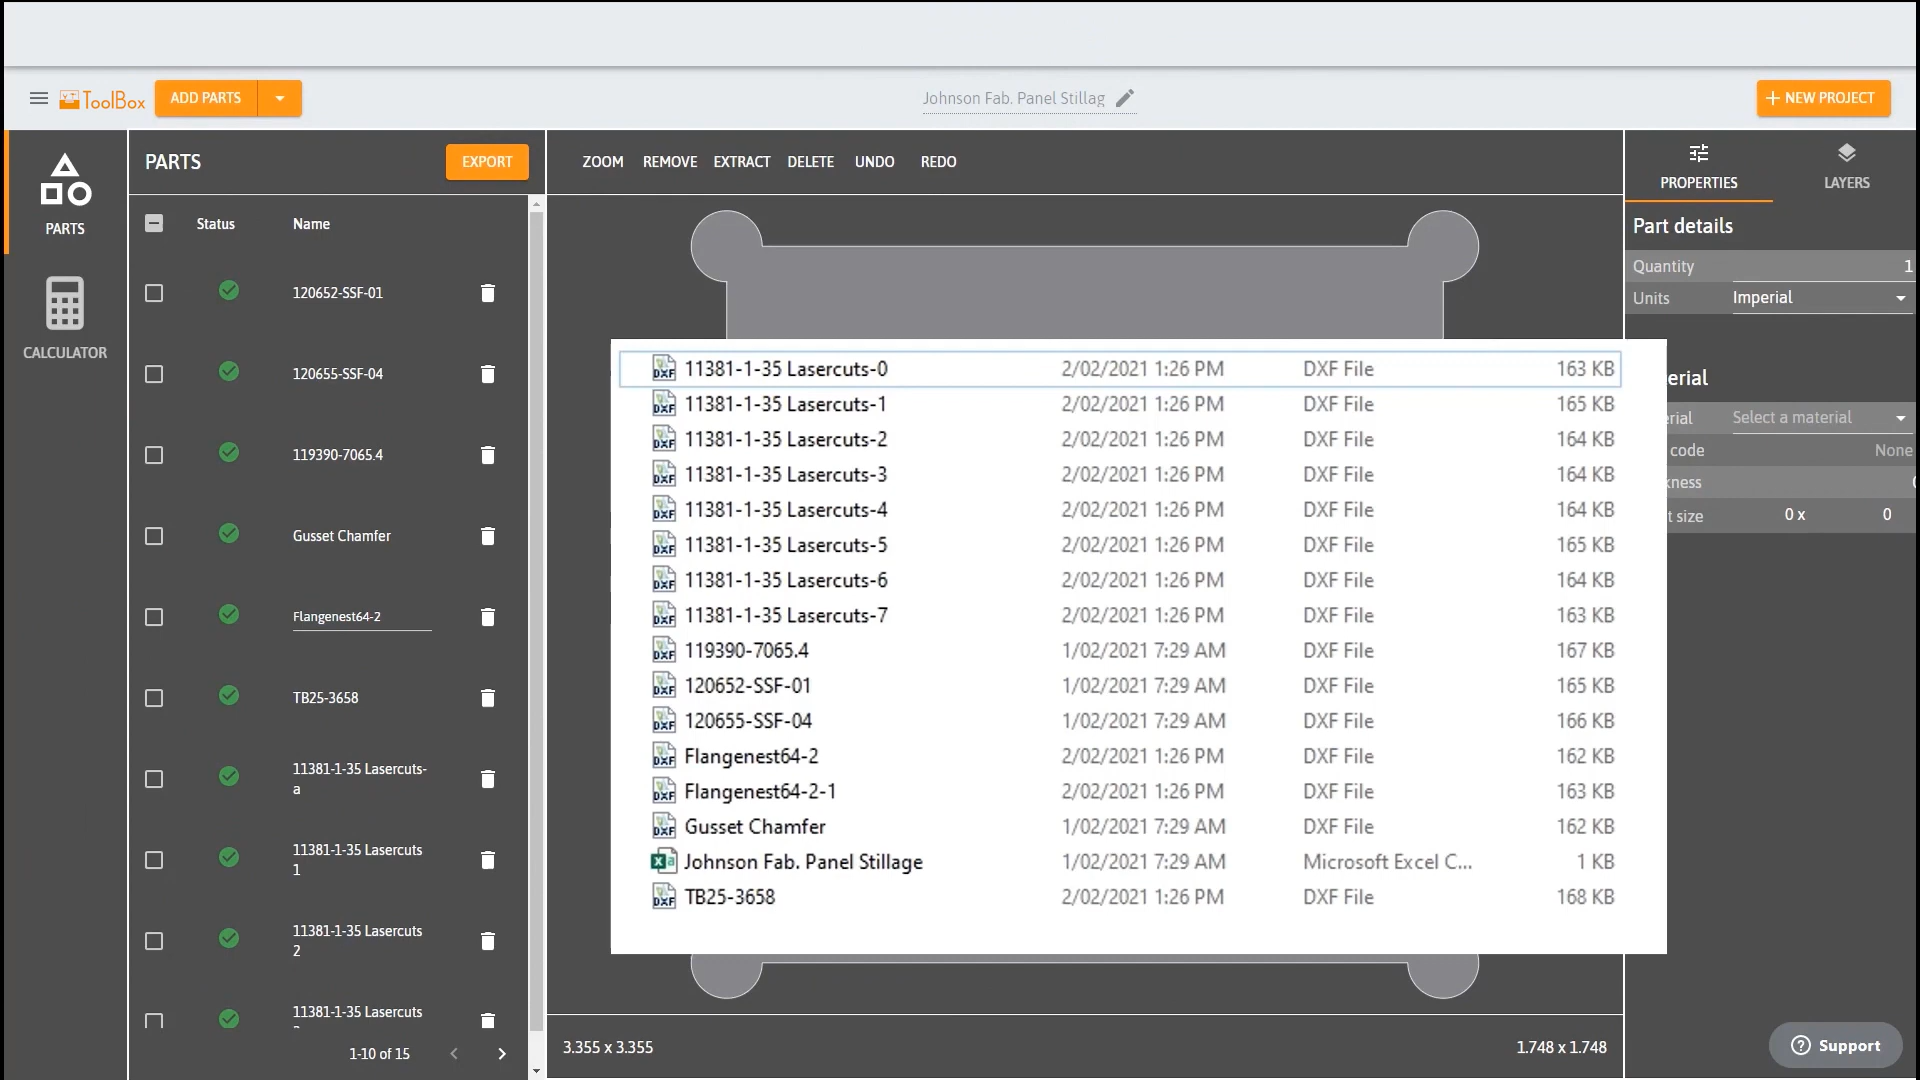 ToolBox
ADD PARTS
Johnson Fab. Panel Stillag
+ NEW PROJECT
PARTS
CALCULATOR
PARTS
EXPORT
Status Name
120652-SSF-01
120655-SSF-04
119390-7065.4
Gusset Chamfer
Flangenest64-2
TB25-3658
11381-1-35 Lasercuts-
a
11381-1-35 Lasercuts
1
11381-1-35 Lasercuts
2
11381-1-35 Lasercuts
1-10 of 15
ZOOM REMOVE EXTRACT DELETE UNDO REDO
11381-1-35 Lasercuts-0 2/02/2021 1:26 PM DXF File 163 KB
11381-1-35 Lasercuts-1 2/02/2021 1:26 PM DXF File 165 KB
11381-1-35 Lasercuts-2 2/02/2021 1:26 PM DXF File 164 KB
11381-1-35 Lasercuts-3 2/02/2021 1:26 PM DXF File 164 KB
11381-1-35 Lasercuts-4 2/02/2021 1:26 PM DXF File 164 KB
11381-1-35 Lasercuts-5 2/02/2021 1:26 PM DXF File 165 KB
11381-1-35 Lasercuts-6 2/02/2021 1:26 PM DXF File 164 KB
11381-1-35 Lasercuts-7 2/02/2021 1:26 PM DXF File 163 KB
119390-7065.4 1/02/2021 7:29 AM DXF File 167 KB
120652-SSF-01 1/02/2021 7:29 AM DXF File 165 KB
120655-SSF-04 1/02/2021 7:29 AM DXF File 166 KB
Flangenest64-2 2/02/2021 1:26 PM DXF File 162 KB
Flangenest64-2-1 2/02/2021 1:26 PM DXF File 163 KB
Gusset Chamfer 1/02/2021 7:29 AM DXF File 162 KB
Johnson Fab. Panel Stillage 1/02/2021 7:29 AM Microsoft Excel C... 1 KB
TB25-3658 2/02/2021 1:26 PM DXF File 168 KB
3.355 x 3.355
1.748 x 1.748
PROPERTIES LAYERS
Part details
Quantity 1
Units Imperial
erial
rial Select a material
code None
kness
t size 0 x 0
Support